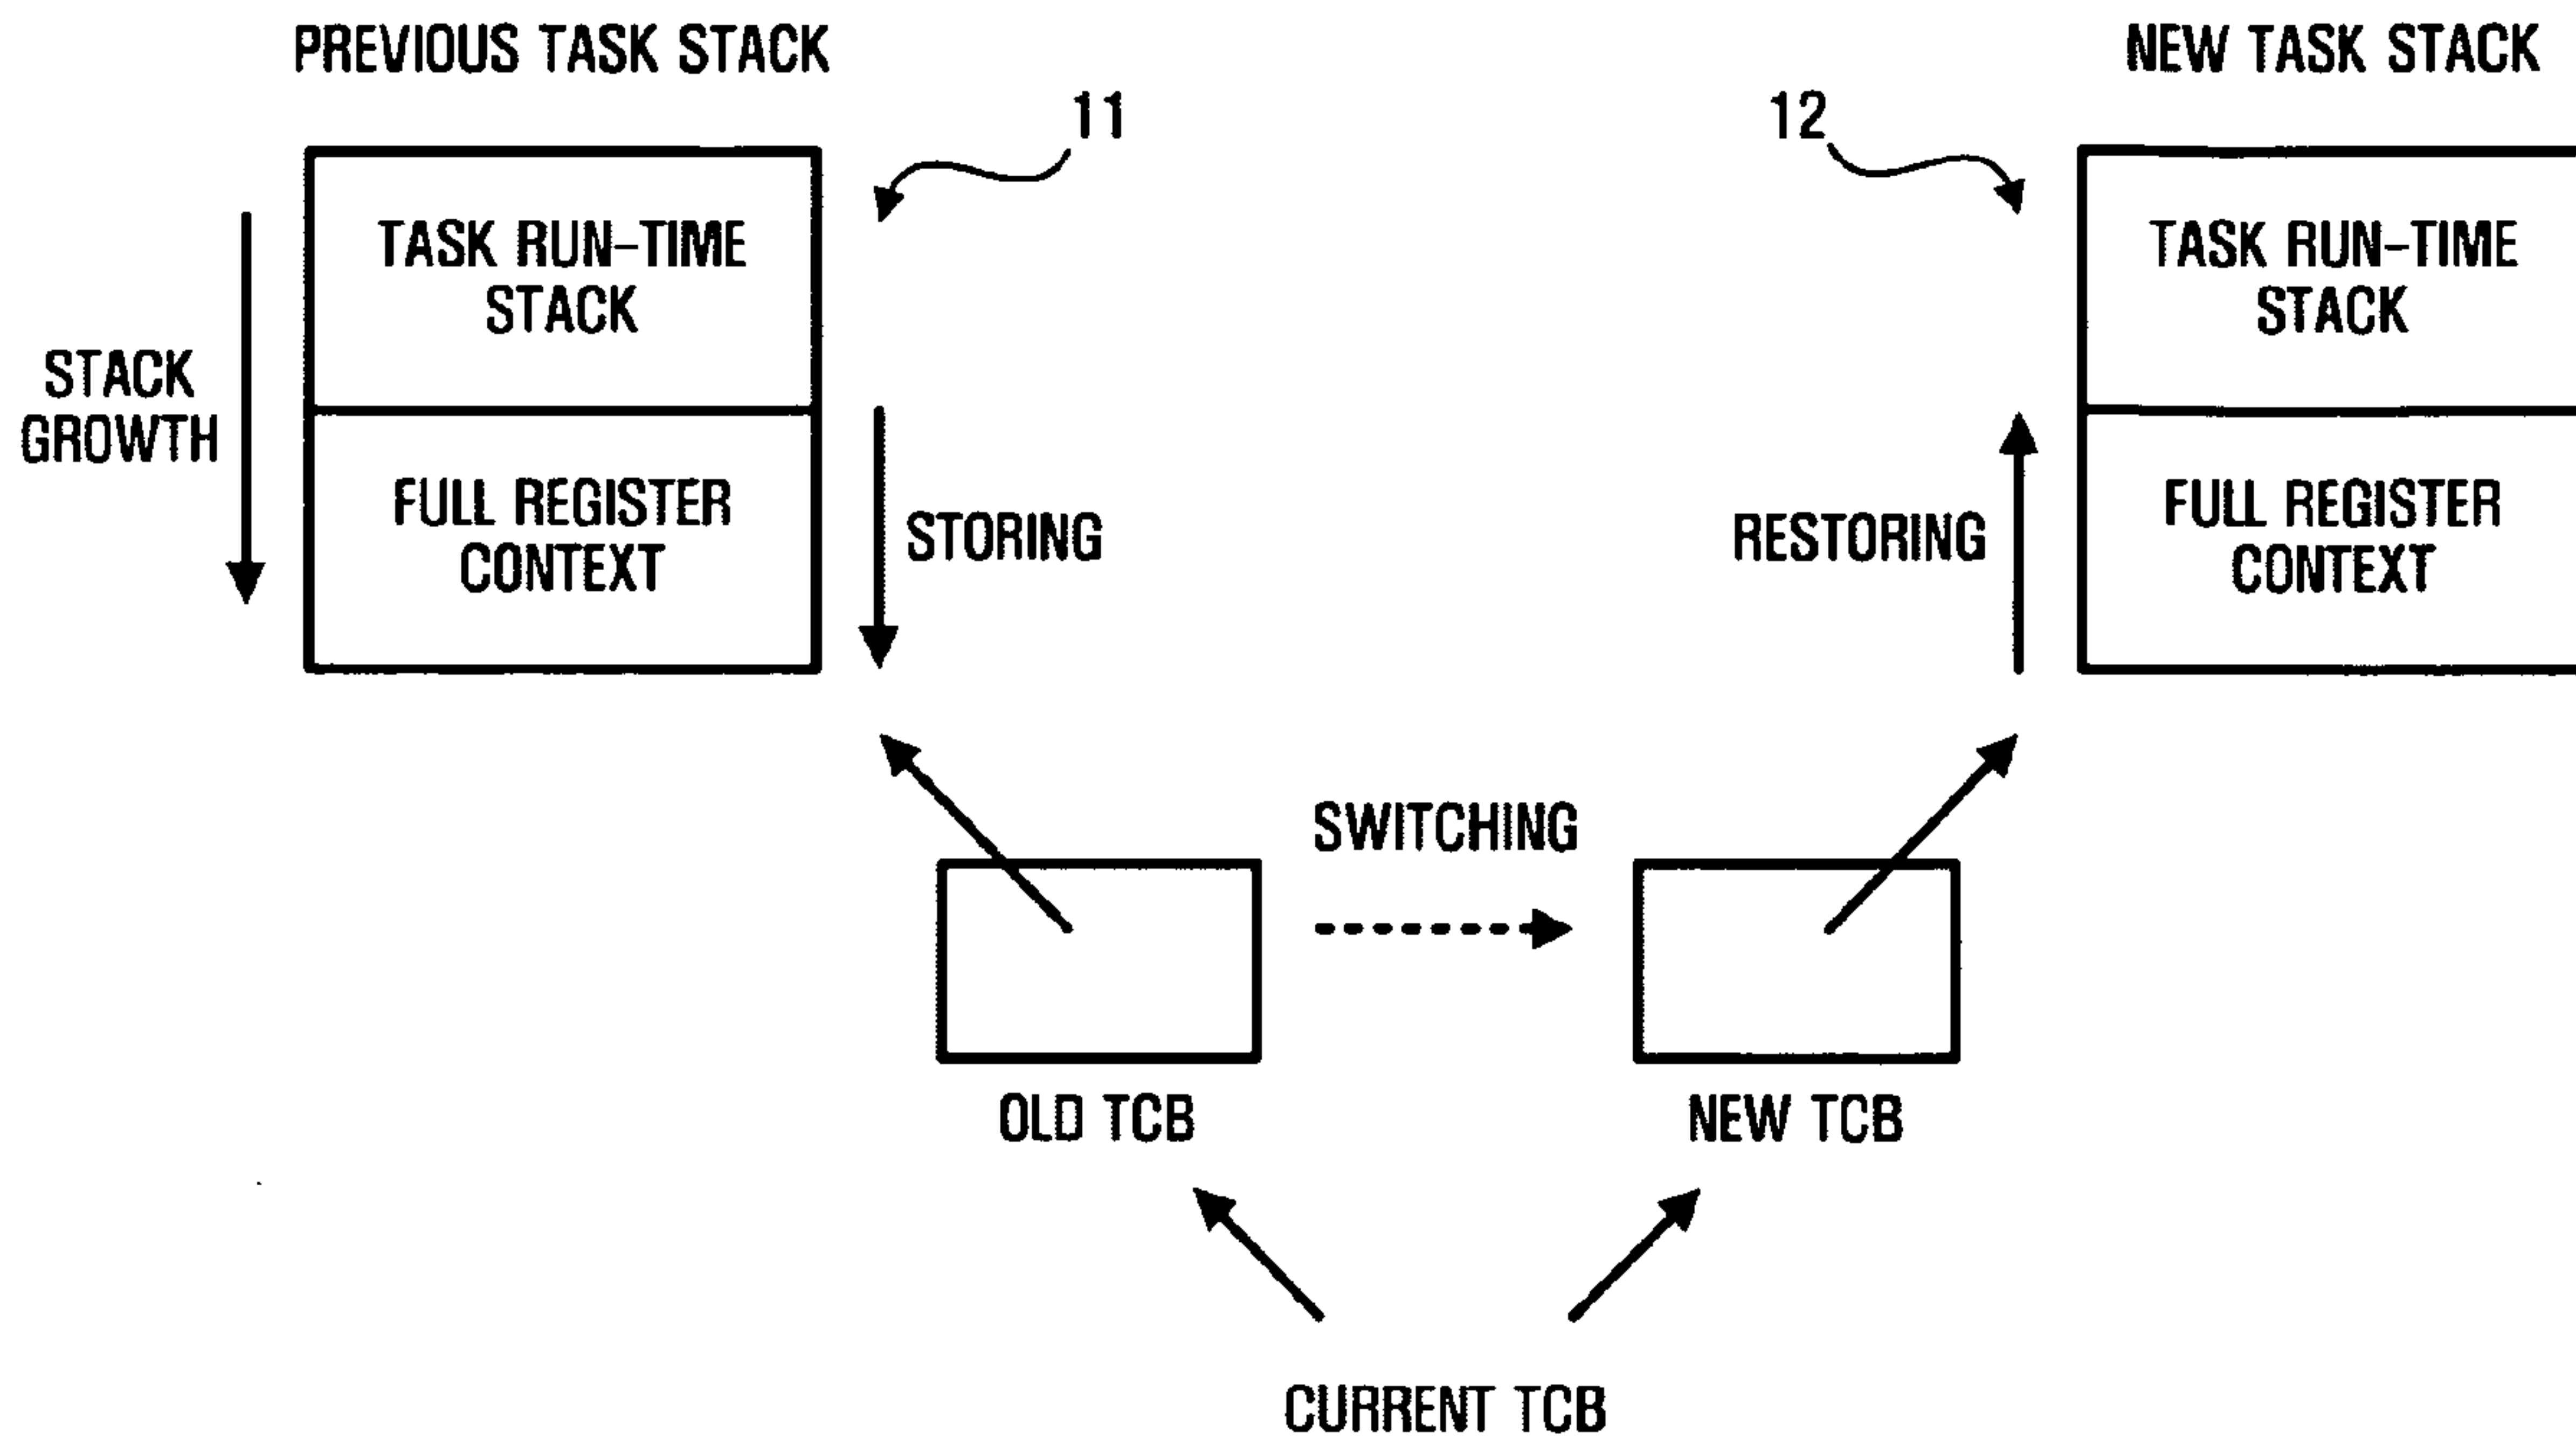 PREVIOUS TASK STACK
NEW TASK STACK
11
12
TASK RUN-TIME
STACK
TASK RUN-TIME
STACK
STACK
GROWTH
FULL REGISTER
CONTEXT
STORING
RESTORING
FULL REGISTER
CONTEXT
SWITCHING
OLD TCB
NEW TCB
CURRENT TCB